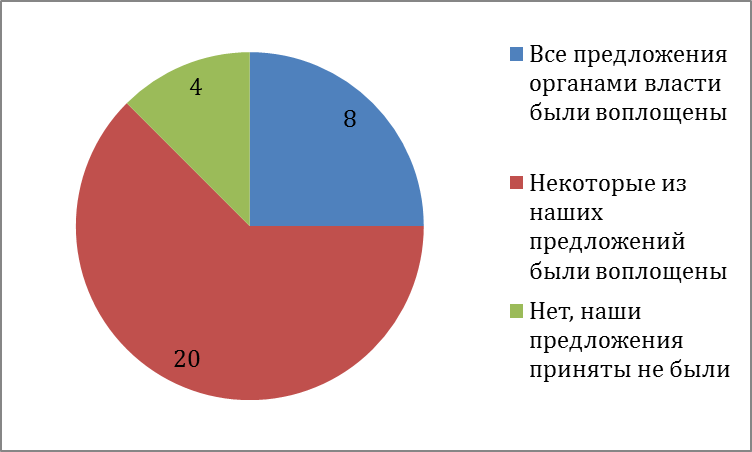 4
8
20
Все предложения
органами власти
были воплощены
Некоторые из
наших
предложений
были воплощены
Нет, наши
предложения
приняты не были